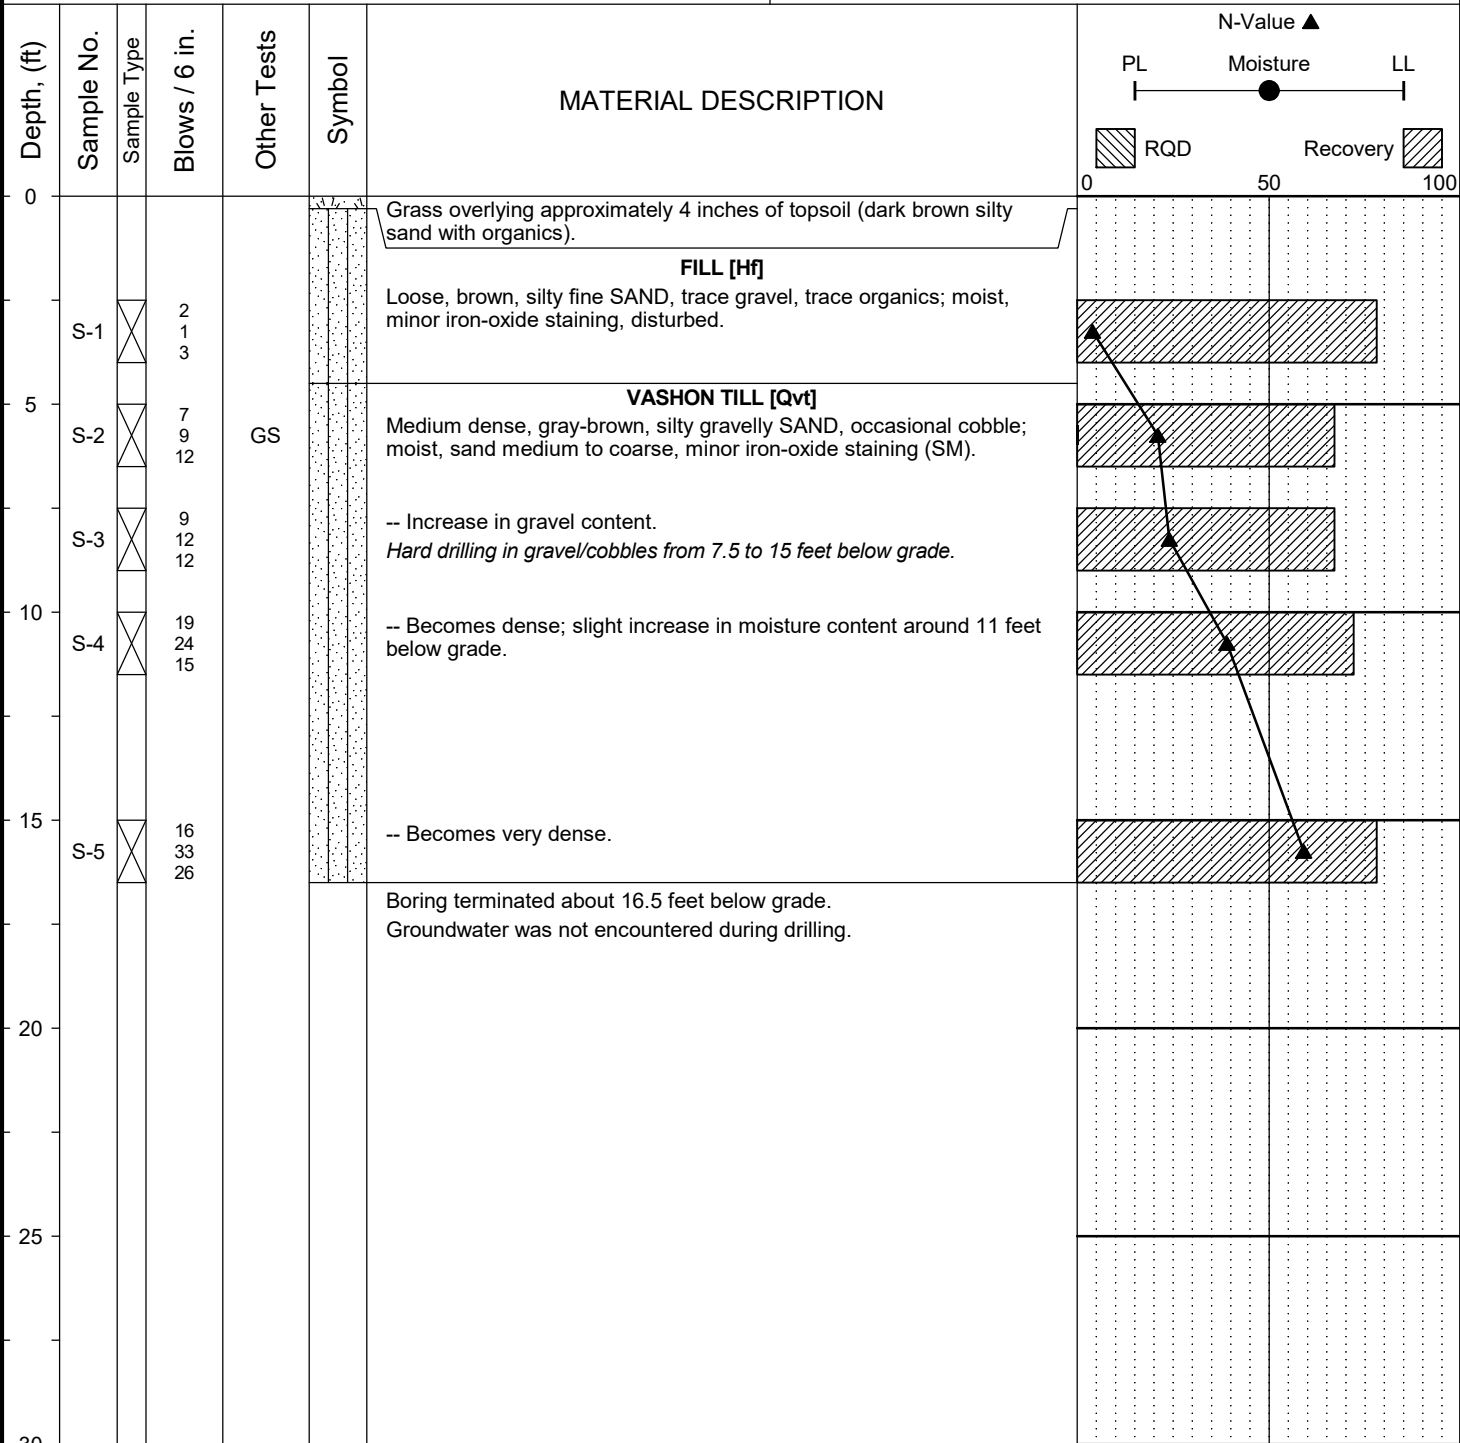 Depth, (ft)
Sample No.
Sample Type
Blows / 6 in.
Other Tests
Symbol
MATERIAL DESCRIPTION
N-Value
PL Moisture LL
RQD Recovery
0 50 100
0
Grass overlying approximately 4 inches of topsoil (dark brown silty
sand with organics).
FILL [Hf]
Loose, brown, silty fine SAND, trace gravel, trace organics; moist,
minor iron-oxide staining, disturbed.
S-1
2
1
3
5
VASHON TILL [Qvt]
Medium dense, gray-brown, silty gravelly SAND, occasional cobble;
moist, sand medium to coarse, minor iron-oxide staining (SM).
S-2
7
9
12
GS
-- Increase in gravel content.
Hard drilling in gravel/cobbles from 7.5 to 15 feet below grade.
S-3
9
12
12
10
-- Becomes dense; slight increase in moisture content around 11 feet
below grade.
S-4
19
24
15
15
-- Becomes very dense.
S-5
16
33
26
Boring terminated about 16.5 feet below grade.
Groundwater was not encountered during drilling.
20
25
30